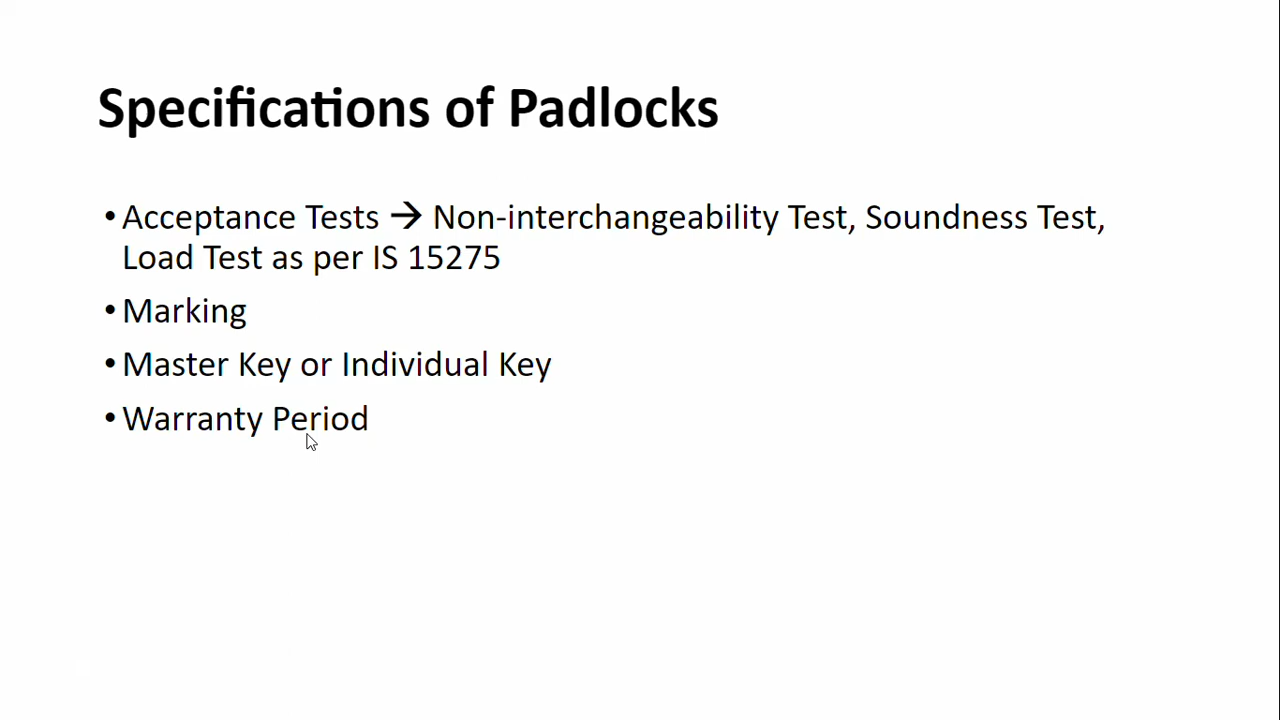 Specifications of Padlocks
•Acceptance Tests → Non-interchangeability Test, Soundness Test,
Load Test as per IS 15275
•Marking
•Master Key or Individual Key
•Warranty Period